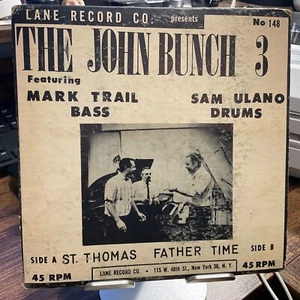 LANE RECORD CO. presents No 148
THE JOHN BUNCH 3
Featuring
MARK TRAIL SAM ULANO
BASS DRUMS
SIDE A ST. THOMAS FATHER TIME SIDE B
45 RPM LANE RECORD CO. • 115 W. 48th ST., New York 36, N. Y. 45 RPM